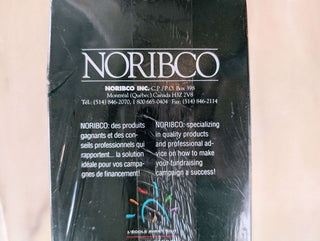 NORIBCO
NORIBCO INC. C.P. / P.O. Box 398
Montréal (Québec) Canada H3Z 2V8
Tél.: (514) 846-2070, 1 800 665-0404 Fax: (514) 846-2114
NORIBCO: des produits
gagnants et des con-
seils professionnels qui
rapportent... la solution
idéale pour vos campa-
gnes de financement!
NORIBCO: specializing
in quality products
and professional ad-
vice on how to make
your fundraising
campaign a success!
L'ÉCOLE AVANT TOUT